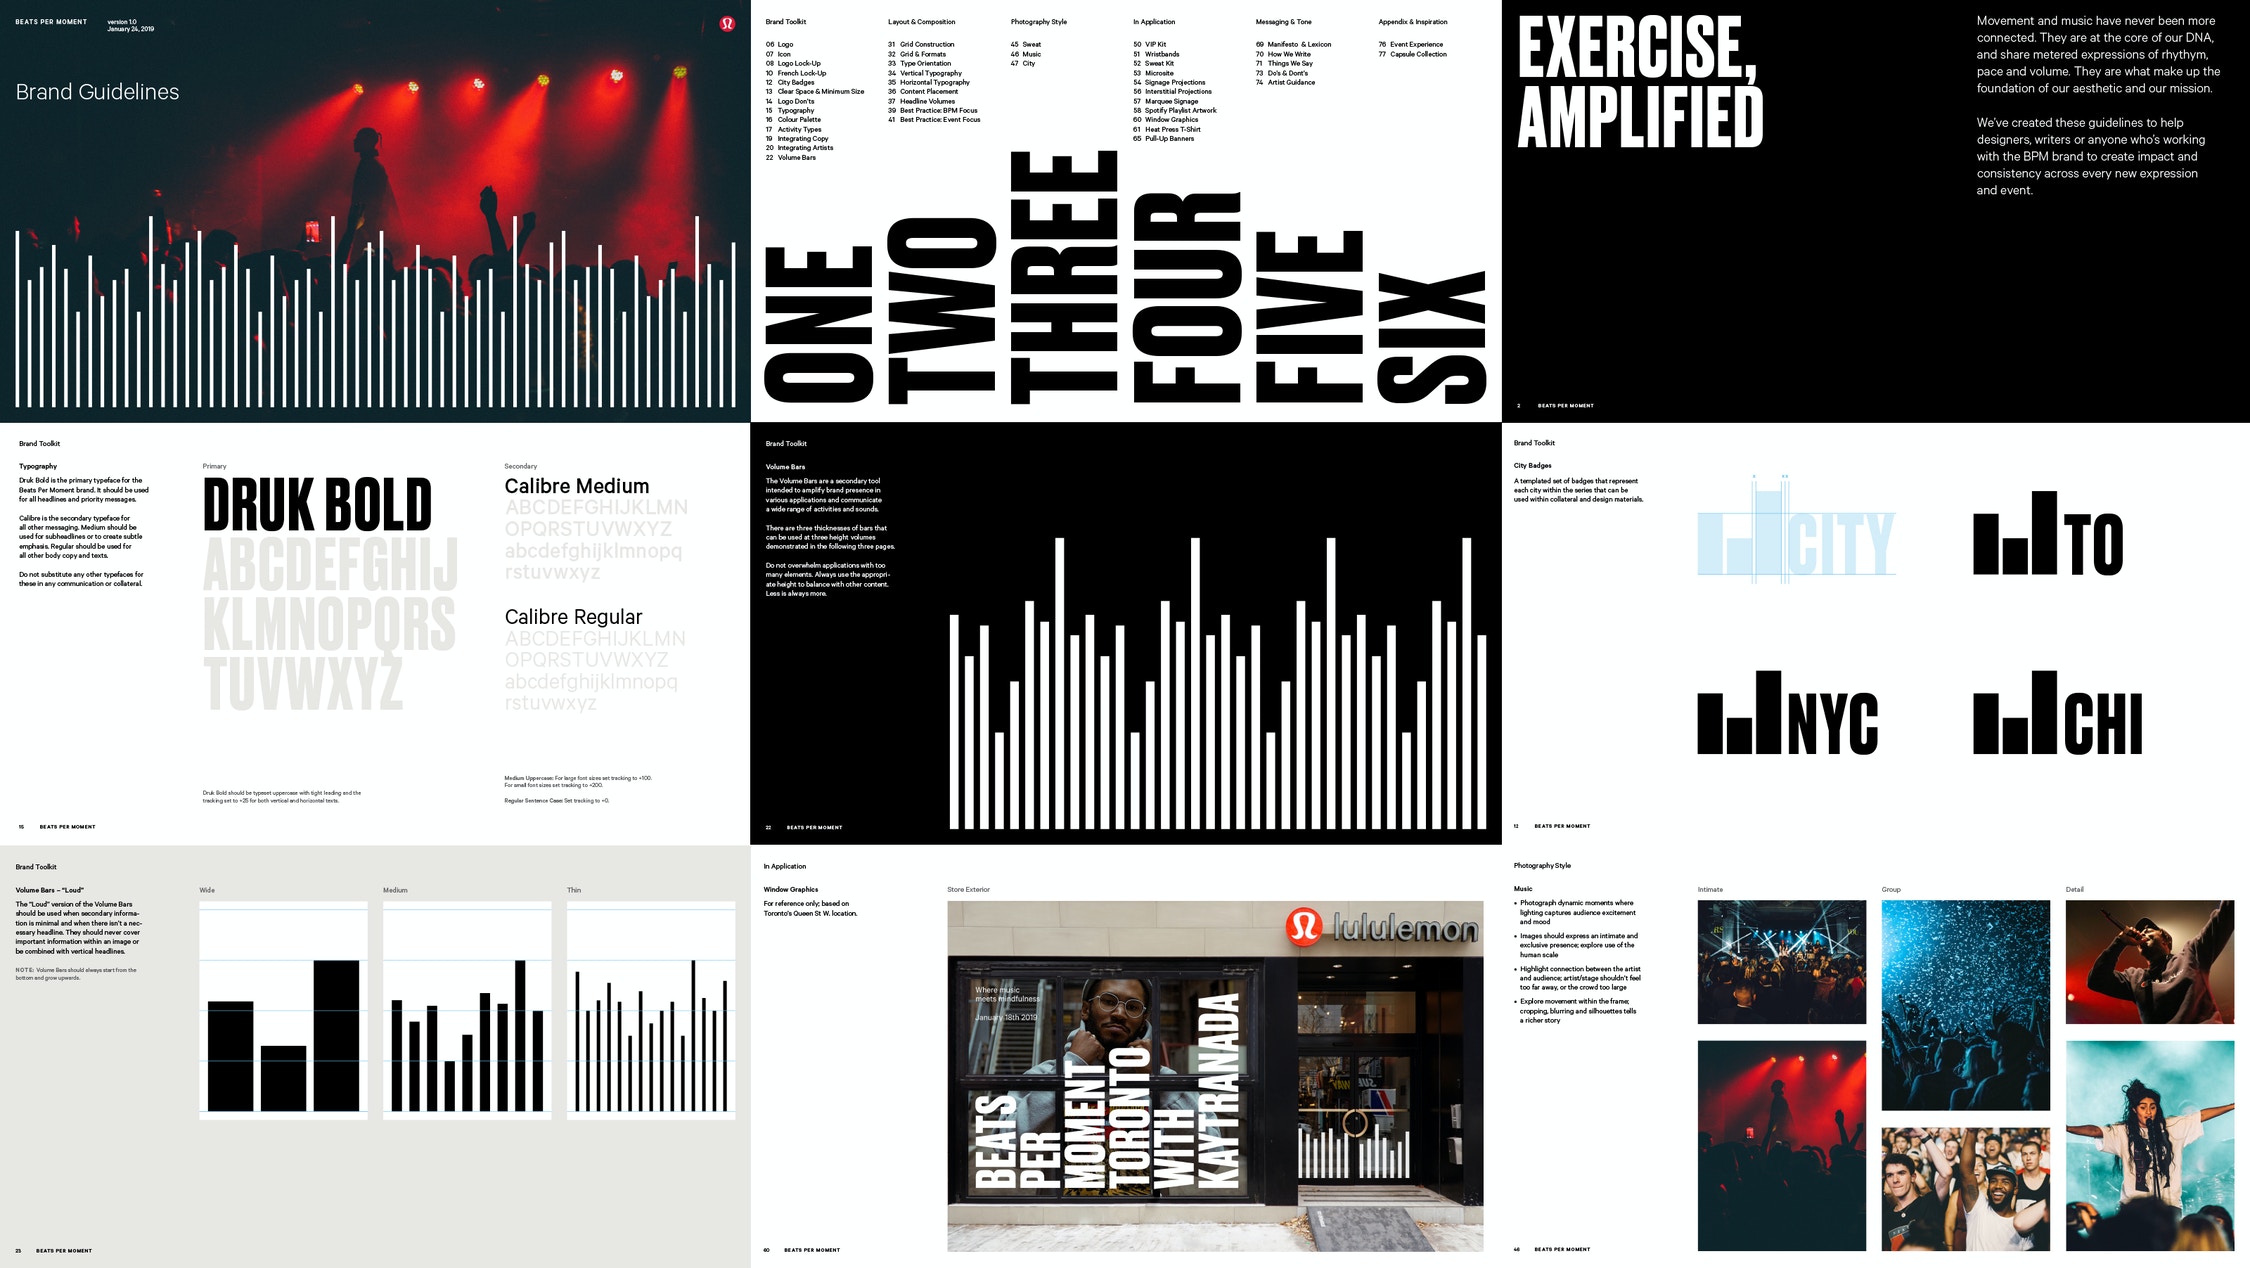 BEATS PER MOMENT
version 1.0
January 24, 2019
Brand Guidelines
Brand Toolkit
06 Logo
07 Icon
08 Logo Lock-Up
10 French Lock-Up
12 City Badges
13 Clear Space & Minimum Size
14 Logo Don'ts
15 Typography
16 Colour Palette
17 Activity Types
19 Integrating Copy
20 Integrating Artists
22 Volume Bars
Layout & Composition
31 Grid Construction
32 Grid & Formats
33 Type Orientation
34 Vertical Typography
35 Horizontal Typography
36 Content Placement
37 Headline Volumes
39 Best Practice: BPM Focus
41 Best Practice: Event Focus
Photography Style
45 Sweat
46 Music
47 City
In Application
50 VIP Kit
51 Wristbands
52 Sweat Kit
53 Microsite
54 Signage Projections
56 Interstitial Projections
57 Marquee Signage
58 Spotify Playlist Artwork
60 Window Graphics
61 Heat Press T-Shirt
65 Pull-Up Banners
Messaging & Tone
69 Manifesto & Lexicon
70 How We Write
71 Things We Say
73 Do's & Dont's
74 Artist Guidance
Appendix & Inspiration
76 Event Experience
77 Capsule Collection
ONE
TWO
THREE
FOUR
FIVE
SIX
EXERCISE,
AMPLIFIED
Movement and music have never been more
connected. They are at the core of our DNA,
and share metered expressions of rhythym,
pace and volume. They are what make up the
foundation of our aesthetic and our mission.
We've created these guidelines to help
designers, writers or anyone who's working
with the BPM brand to create impact and
consistency across every new expression
and event.
2 BEATS PER MOMENT
Brand Toolkit
Typography
Druk Bold is the primary typeface for the
Beats Per Moment brand. It should be used
for all headlines and priority messages.
Calibre is the secondary typeface for
all other messaging. Medium should be
used for subheadlines or to create subtle
emphasis. Regular should be used for
all other body copy and texts.
Do not substitute any other typefaces for
these in any communication or collateral.
Primary
DRUK BOLD
ABCDEFGHIJ
KLMNOPQRS
TUVWXYZ
Druk Bold should be typeset uppercase with tight leading and the
tracking set to +25 for both vertical and horizontal texts.
Secondary
Calibre Medium
ABCDEFGHIJKLMN
OPQRSTUVWXYZ
abcdefghijklmnopq
rstuvwxyz
Calibre Regular
ABCDEFGHIJKLMN
OPQRSTUVWXYZ
abcdefghijklmnopq
rstuvwxyz
Medium Uppercase: For large font sizes set tracking to +100.
For small font sizes set tracking to +200.
Regular Sentence Case: Set tracking to +0.
15 BEATS PER MOMENT
Brand Toolkit
Volume Bars
The Volume Bars are a secondary tool
intended to amplify brand presence in
various applications and communicate
a wide range of activities and sounds.
There are three thicknesses of bars that
can be used at three height volumes
demonstrated in the following three pages.
Do not overwhelm applications with too
many elements. Always use the appropri-
ate height to balance with other content.
Less is always more.
22 BEATS PER MOMENT
Brand Toolkit
City Badges
A templated set of badges that represent
each city within the series that can be
used within collateral and design materials.
CITY
TO
NYC
CHI
12 BEATS PER MOMENT
Brand Toolkit
Volume Bars – "Loud"
The "Loud" version of the Volume Bars
should be used when secondary informa-
tion is minimal and when there isn't a nec-
essary headline. They should never cover
important information within an image or
be combined with vertical headlines.
NOTE: Volume Bars should always start from the
bottom and grow upwards.
Wide
Medium
Thin
23 BEATS PER MOMENT
In Application
Window Graphics
For reference only; based on
Toronto's Queen St W. location.
Store Exterior
lululemon
Where music
meets mindfulness
January 18th 2019
BEATS
PER
MOMENT
TORONTO
WITH
KAYTRANADA
60 BEATS PER MOMENT
Photography Style
Music
• Photograph dynamic moments where
lighting captures audience excitement
and mood
• Images should express an intimate and
exclusive presence; explore use of the
human scale
• Highlight connection between the artist
and audience; artist/stage shouldn't feel
too far away, or the crowd too large
• Explore movement within the frame;
cropping, blurring and silhouettes tells
a richer story
Intimate
Group
Detail
46 BEATS PER MOMENT